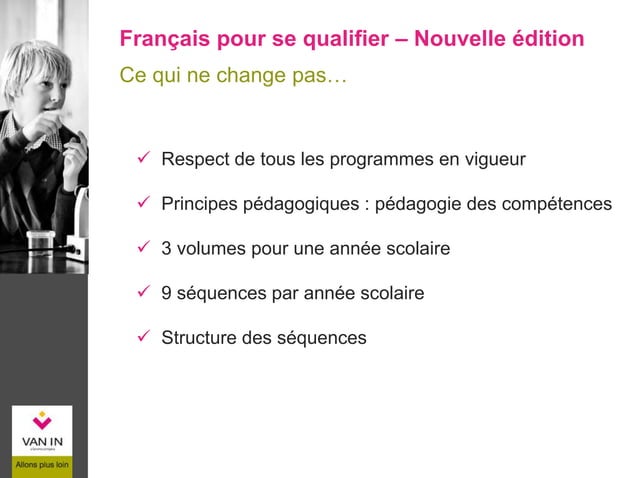 Français pour se qualifier – Nouvelle édition
Ce qui ne change pas…
✓ Respect de tous les programmes en vigueur
✓ Principes pédagogiques : pédagogie des compétences
✓ 3 volumes pour une année scolaire
✓ 9 séquences par année scolaire
✓ Structure des séquences
VAN IN
Allons plus loin